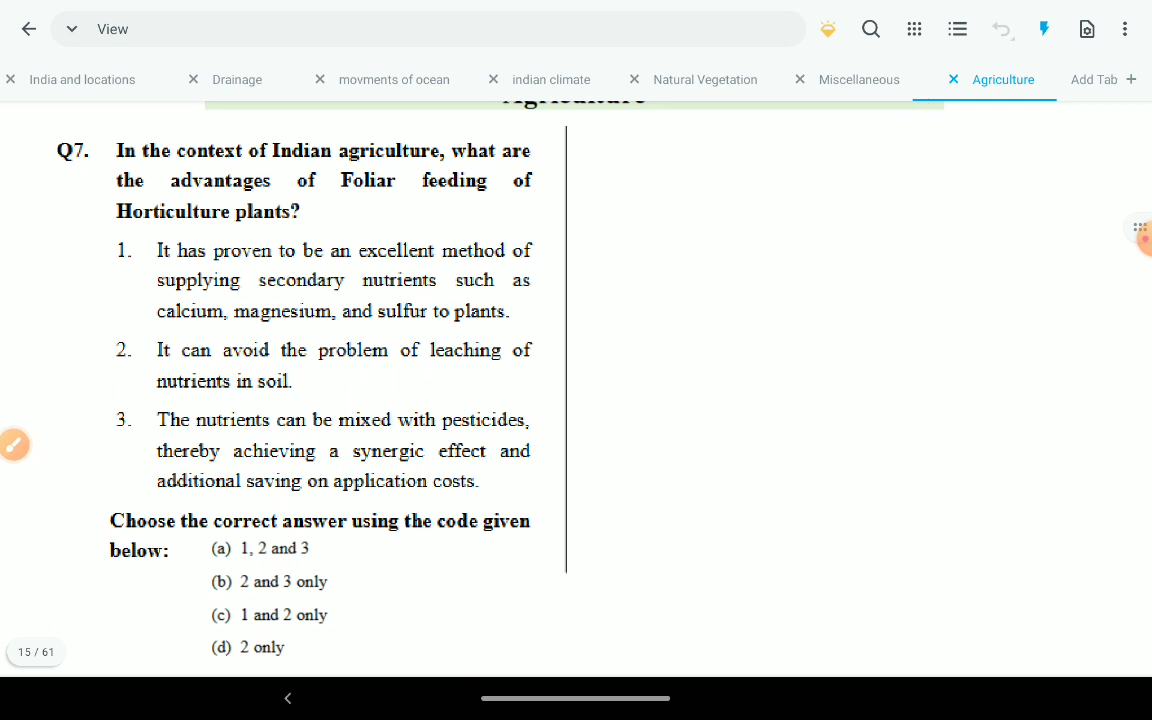 View
India and locations
Drainage
movments of ocean
indian climate
Natural Vegetation
Miscellaneous
Agriculture
Add Tab +
Agriculture
Q7. In the context of Indian agriculture, what are
the advantages of Foliar feeding of
Horticulture plants?
1. It has proven to be an excellent method of
supplying secondary nutrients such as
calcium, magnesium, and sulfur to plants.
2. It can avoid the problem of leaching of
nutrients in soil.
3. The nutrients can be mixed with pesticides,
thereby achieving a synergic effect and
additional saving on application costs.
Choose the correct answer using the code given
below:
(a) 1, 2 and 3
(b) 2 and 3 only
(c) 1 and 2 only
(d) 2 only
15 / 61